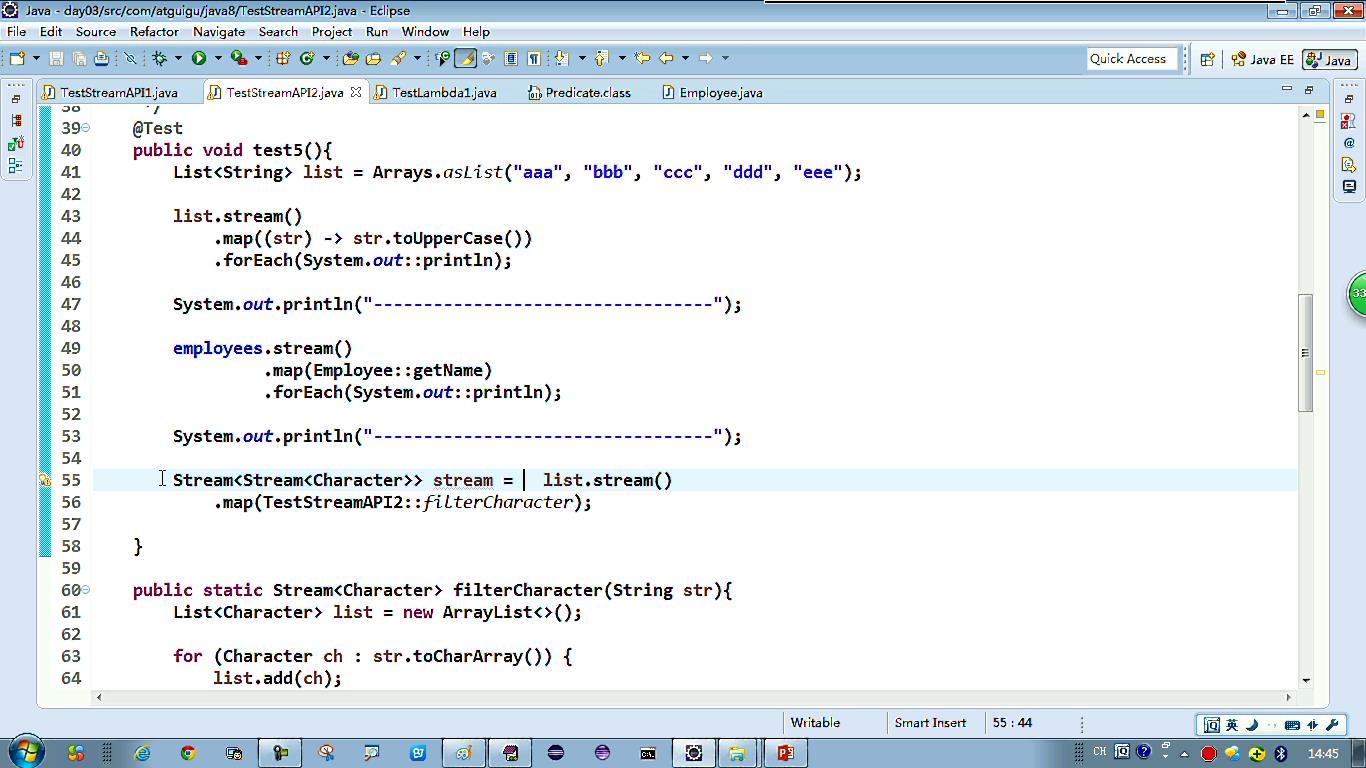 Java - day03/src/com/atguigu/java8/TestStreamAPI2.java - Eclipse
File Edit Source Refactor Navigate Search Project Run Window Help
Quick Access Java EE Java
TestStreamAPI1.java TestStreamAPI2.java TestLambda1.java Predicate.class Employee.java
38 */
39 @Test
40 public void test5(){
41 List<String> list = Arrays.asList("aaa", "bbb", "ccc", "ddd", "eee");
42
43 list.stream()
44 .map((str) -> str.toUpperCase())
45 .forEach(System.out::println);
46
47 System.out.println("----------------------------------");
48
49 employees.stream()
50 .map(Employee::getName)
51 .forEach(System.out::println);
52
53 System.out.println("----------------------------------");
54
55 Stream<Stream<Character>> stream = list.stream()
56 .map(TestStreamAPI2::filterCharacter);
57
58 }
59
60 public static Stream<Character> filterCharacter(String str){
61 List<Character> list = new ArrayList<>();
62
63 for (Character ch : str.toCharArray()) {
64 list.add(ch);
33
Writable Smart Insert 55 : 44
英
CH 14:45